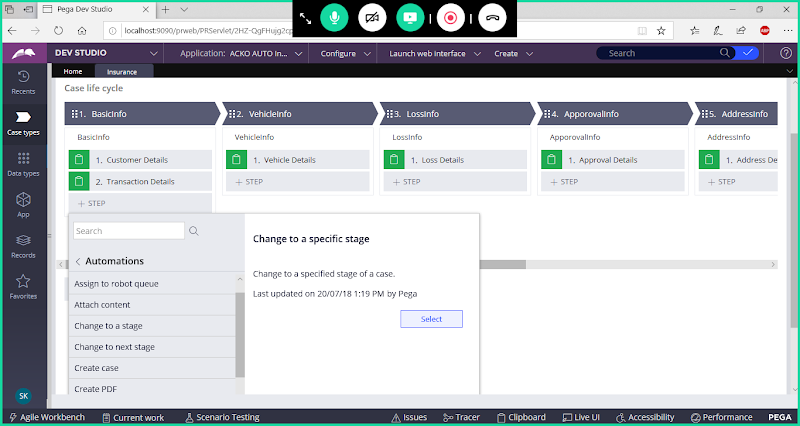 Pega Dev Studio
localhost:9090/prweb/PRServlet/2HZ-QgFHujg2cp
DEV STUDIO
Application: ACKO AUTO In...
Configure
Launch web interface
Create
Search
Home
Insurance
Recents
Case types
Data types
App
Records
Favorites
SK
Case life cycle
1. BasicInfo
2. VehicleInfo
3. LossInfo
4. ApporovalInfo
5. AddressInfo
BasicInfo
VehicleInfo
LossInfo
ApporovalInfo
AddressInfo
1. Customer Details
1. Vehicle Details
1. Loss Details
1. Approval Details
1. Address De
2. Transaction Details
+ STEP
+ STEP
+ STEP
+ STEP
+ STEP
Search
Automations
Assign to robot queue
Attach content
Change to a stage
Change to next stage
Create case
Create PDF
Change to a specific stage
Change to a specified stage of a case.
Last updated on 20/07/18 1:19 PM by Pega
Select
Agile Workbench
Current work
Scenario Testing
Issues
Tracer
Clipboard
Live UI
Accessibility
Performance
PEGA